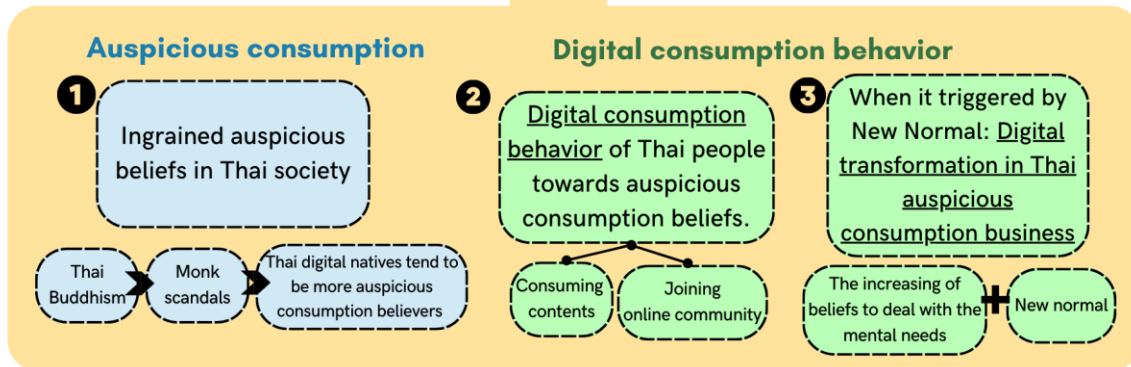 Auspicious consumption
Digital consumption behavior
1
Ingrained auspicious
beliefs in Thai society
Thai
Buddhism
Monk
scandals
Thai digital natives tend to
be more auspicious
consumption believers
2
Digital consumption
behavior of Thai people
towards auspicious
consumption beliefs.
Consuming
contents
Joining
online community
3
When it triggered by
New Normal: Digital
transformation in Thai
auspicious
consumption business
The increasing of
beliefs to deal with the
mental needs
+
New normal